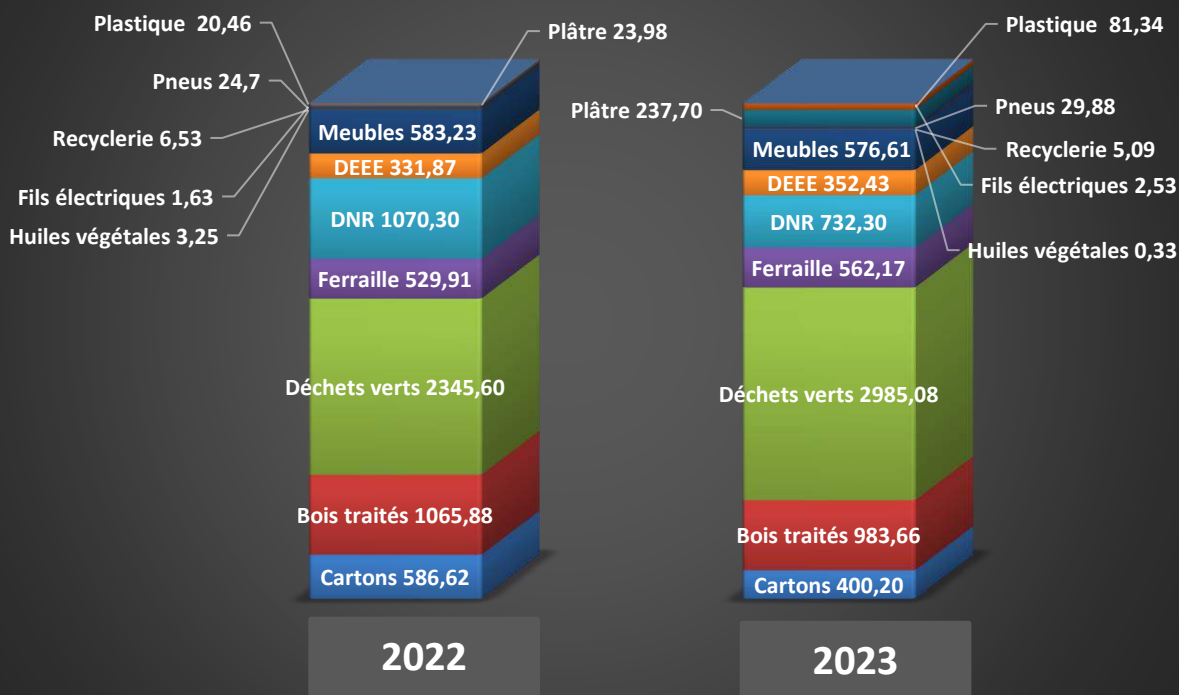 Plastique 20,46
Plâtre 23,98
Pneus 24,7
Recyclerie 6,53
Meubles 583,23
DEEE 331,87
Fils électriques 1,63
DNR 1070,30
Huiles végétales 3,25
Ferraille 529,91
Déchets verts 2345,60
Bois traités 1065,88
Cartons 586,62
2022
Plastique 81,34
Plâtre 237,70
Pneus 29,88
Meubles 576,61
Recyclerie 5,09
DEEE 352,43
Fils électriques 2,53
DNR 732,30
Huiles végétales 0,33
Ferraille 562,17
Déchets verts 2985,08
Bois traités 983,66
Cartons 400,20
2023